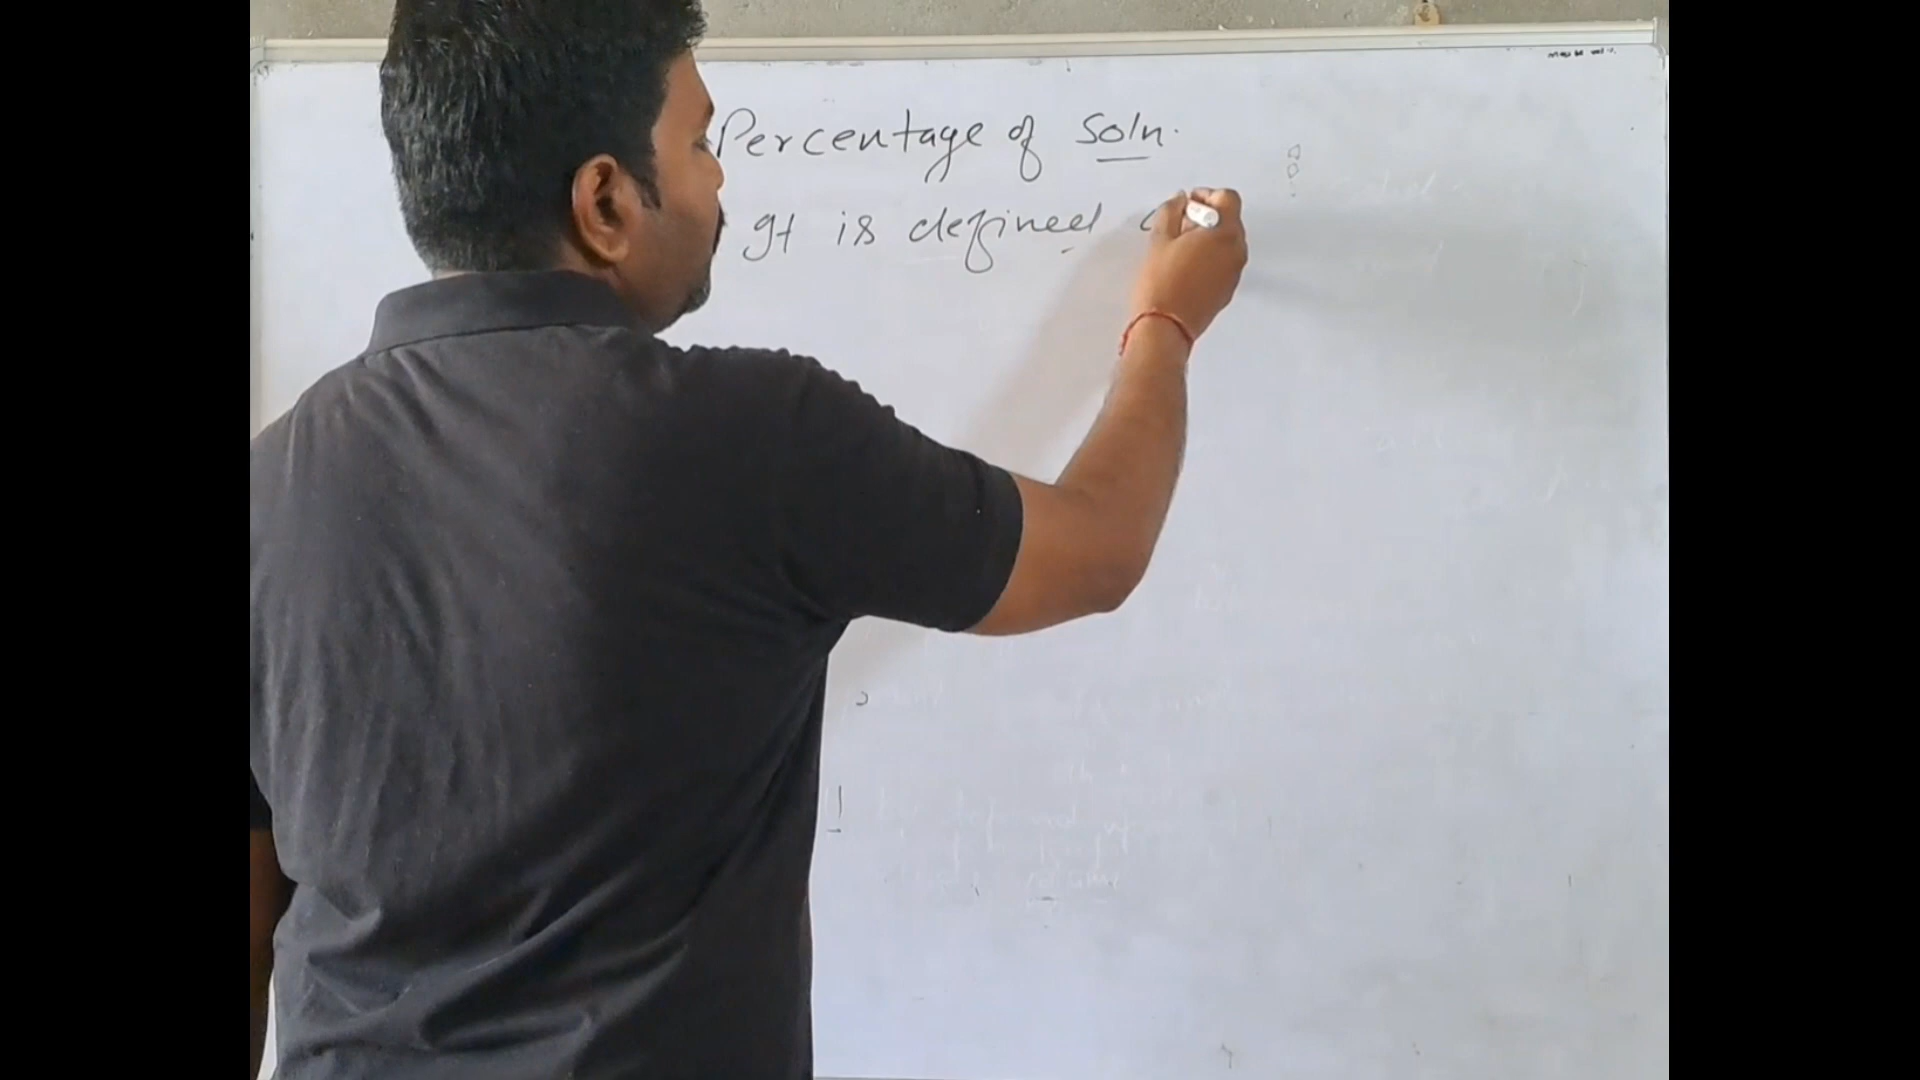 Percentage of soln.
It is defined